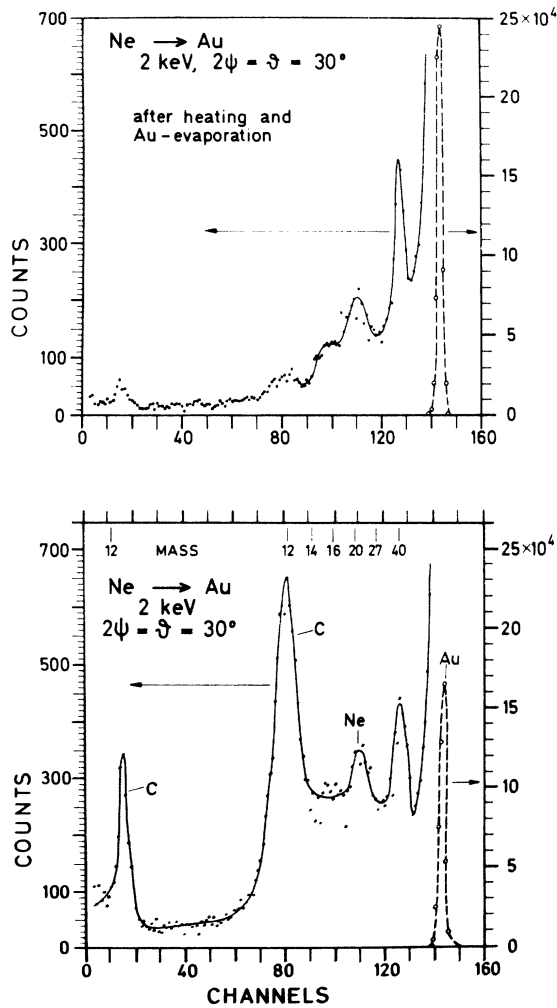 700
25×10⁴
Ne → Au
2 keV, 2ψ = ϑ = 30°
20
after heating and
Au-evaporation
500
15
300
10
COUNTS
5
100
0
0
0 40 80 120 160
700
12 MASS 12 14 16 20 27 40
25×10⁴
Ne → Au
2 keV
2ψ = ϑ = 30°
C
20
Au
500
Ne
15
C
300
10
COUNTS
5
100
0
0
0 40 80 120 160
CHANNELS